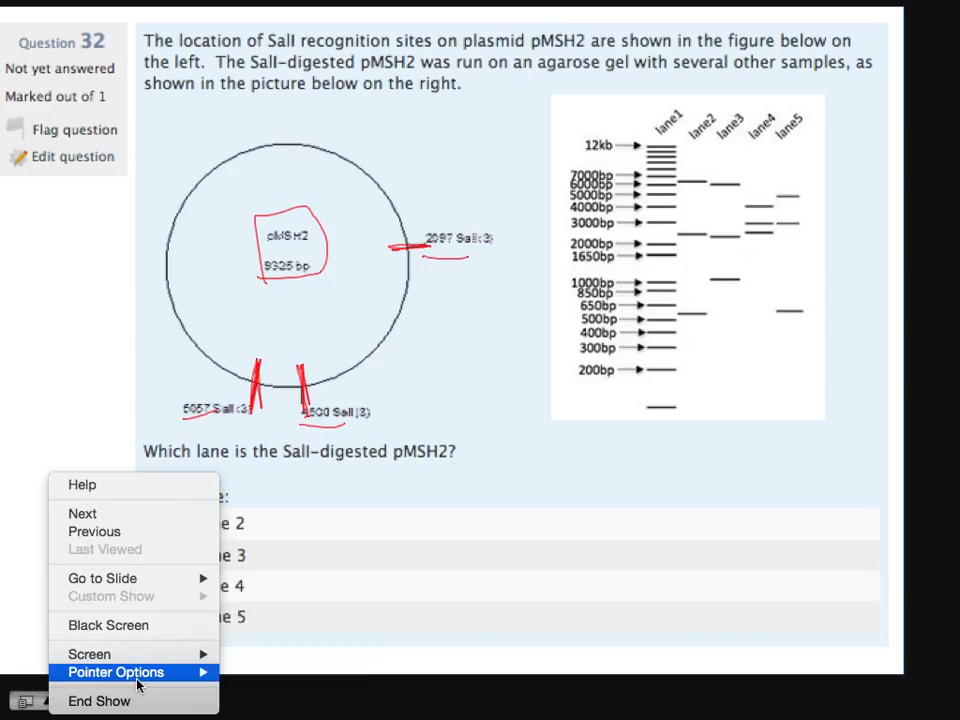 Question 32
Not yet answered
Marked out of 1
Flag question
Edit question
The location of SalI recognition sites on plasmid pMSH2 are shown in the figure below on
the left. The SalI-digested pMSH2 was run on an agarose gel with several other samples, as
shown in the picture below on the right.
pMSH2
9325 bp
2097 SalI (3)
5057 SalI (3)
4500 SalI (3)
lane1
lane2
lane3
lane4
lane5
12kb
7000bp
6000bp
5000bp
4000bp
3000bp
2000bp
1650bp
1000bp
850bp
650bp
500bp
400bp
300bp
200bp
Which lane is the SalI-digested pMSH2?
e:
e 2
ne 3
e 4
ne 5
Help
Next
Previous
Last Viewed
Go to Slide
Custom Show
Black Screen
Screen
Pointer Options
End Show